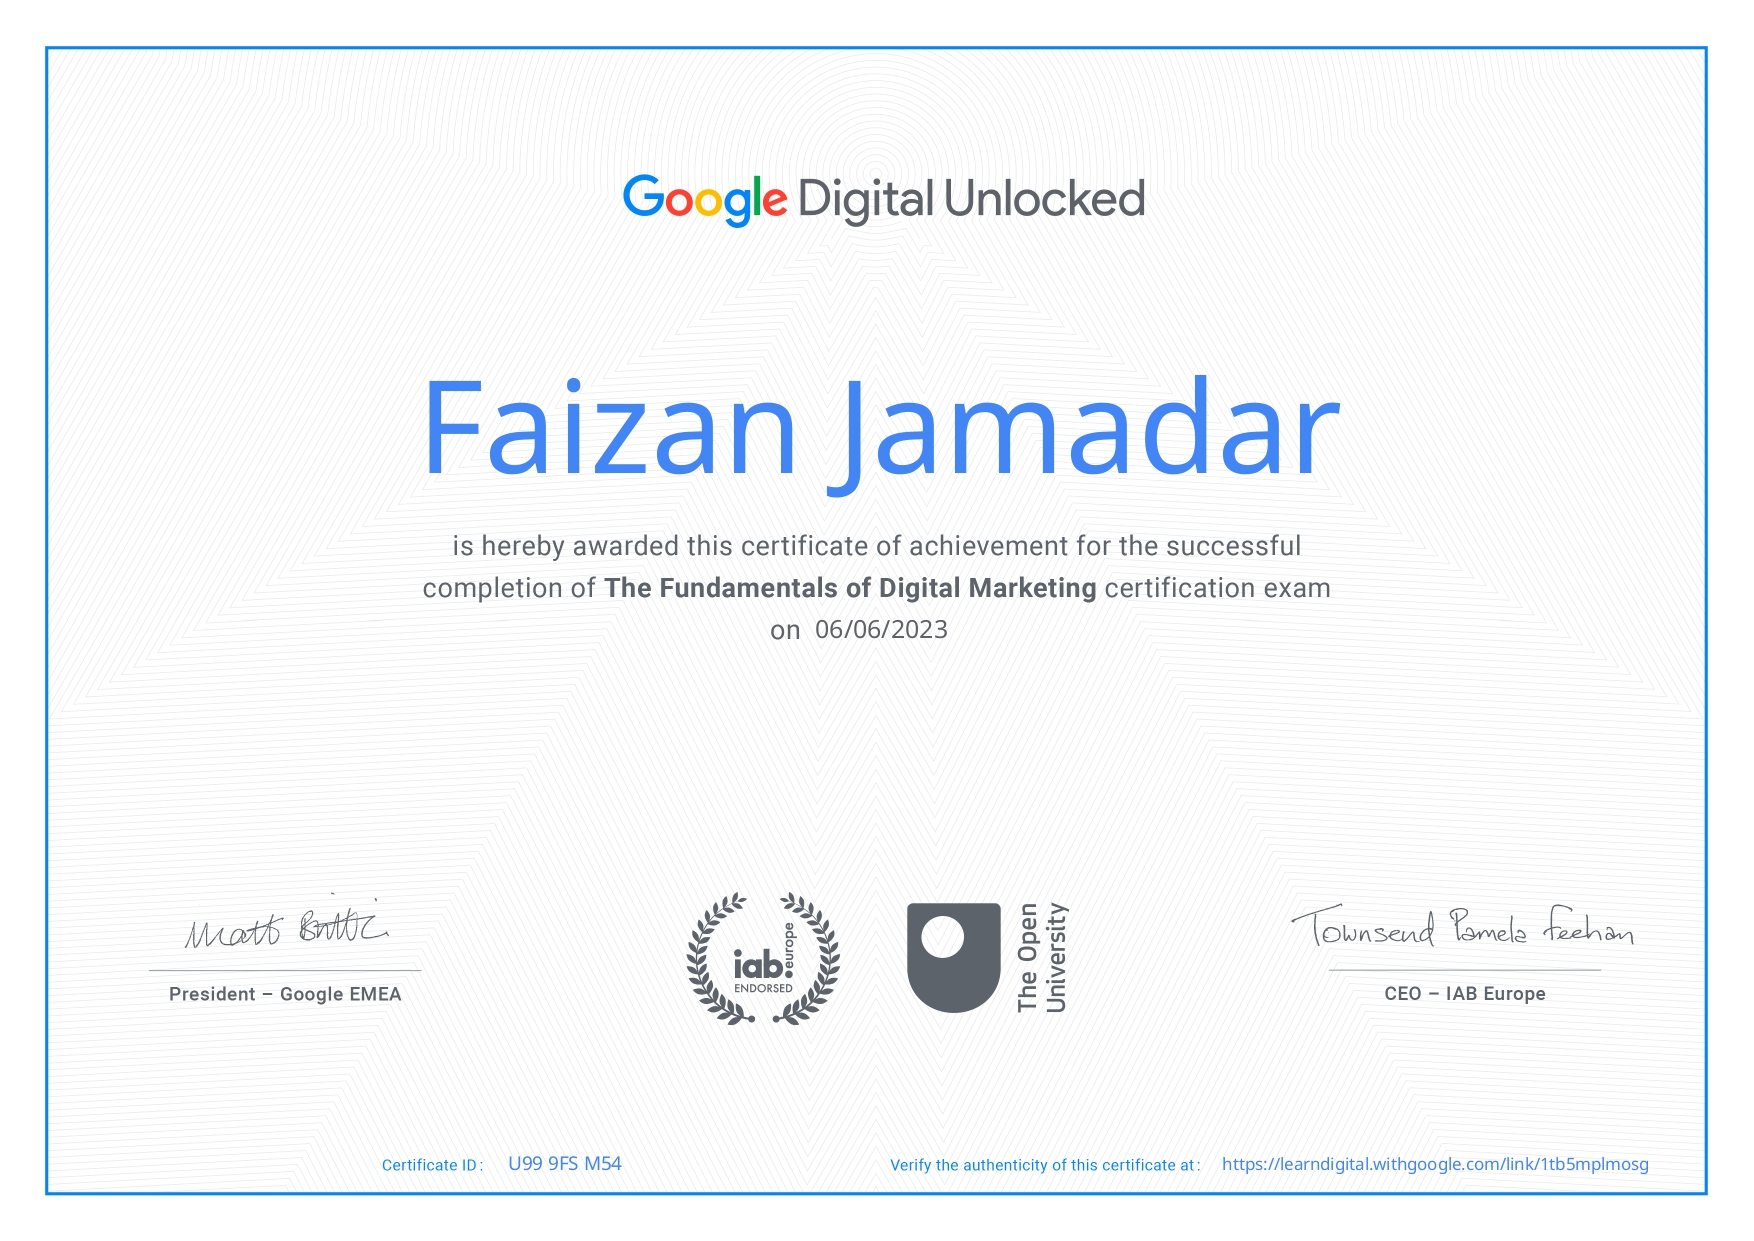 Google Digital Unlocked
Faizan Jamadar
is hereby awarded this certificate of achievement for the successful
completion of The Fundamentals of Digital Marketing certification exam
on 06/06/2023
Matt Brittin
President – Google EMEA
iab europe
ENDORSED
The Open
University
Townsend Pamela Feehan
CEO – IAB Europe
Certificate ID : U99 9FS M54
Verify the authenticity of this certificate at : https://learndigital.withgoogle.com/link/1tb5mplmosg